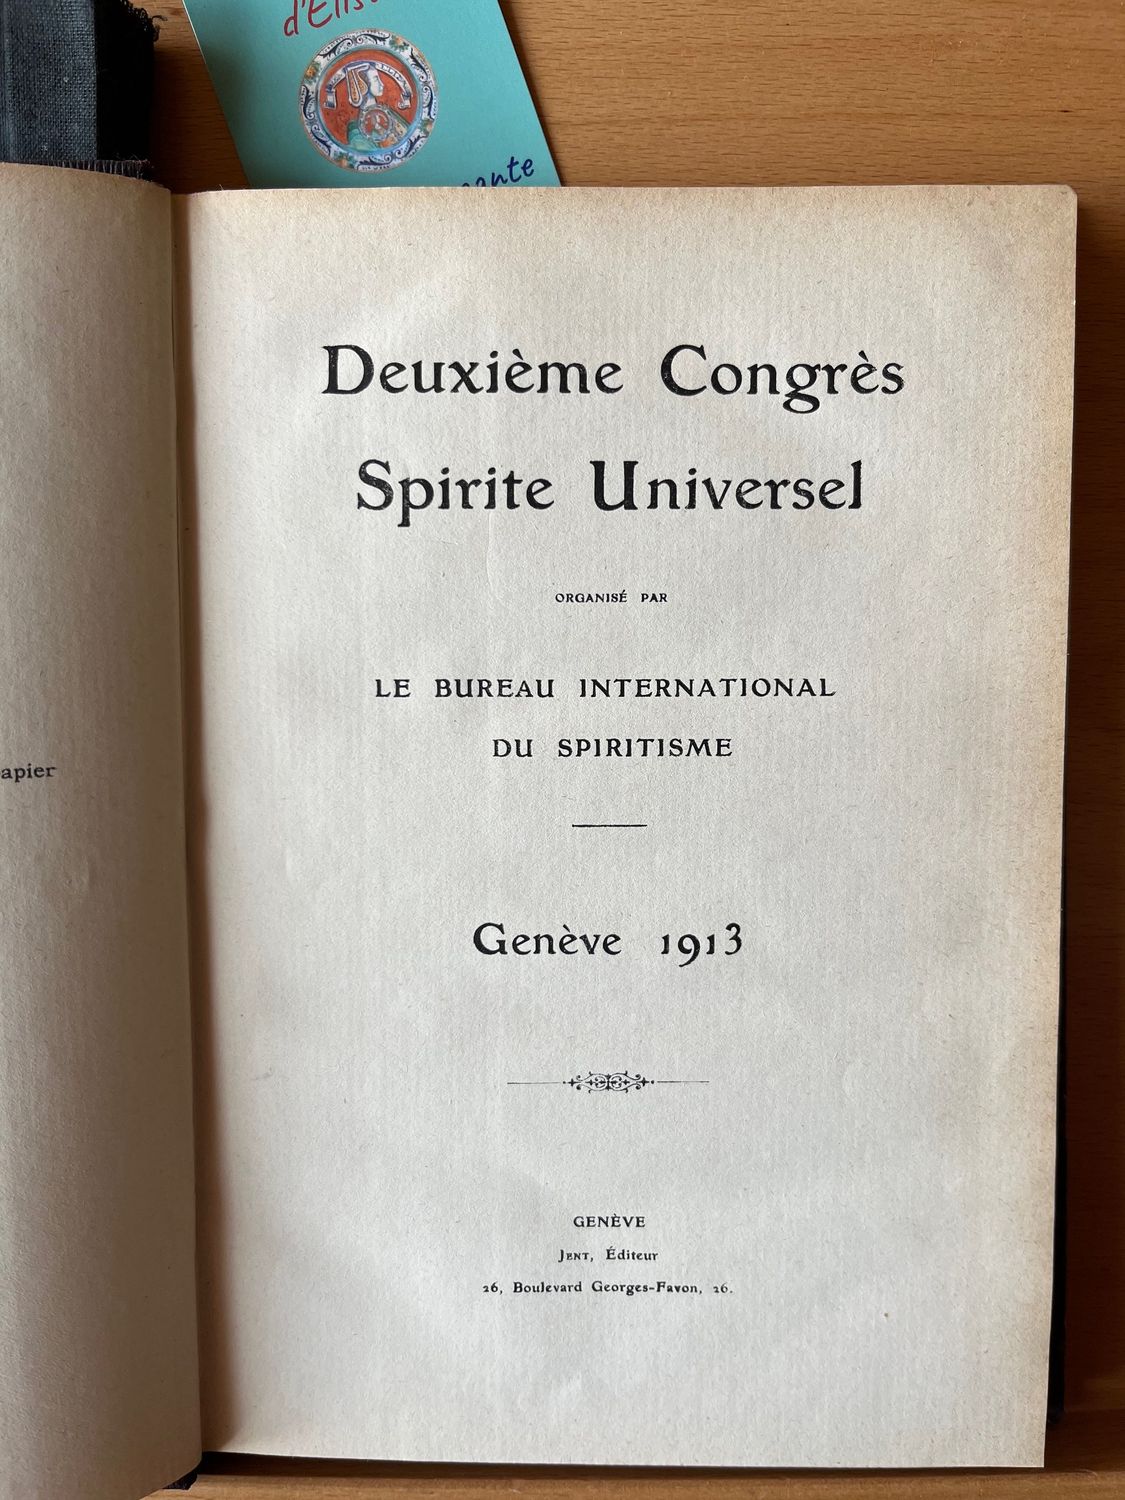 Deuxième Congrès
Spirite Universel
ORGANISÉ PAR
LE BUREAU INTERNATIONAL
DU SPIRITISME
Genève 1913
GENÈVE
JENT, Éditeur
26, Boulevard Georges-Favon, 26.